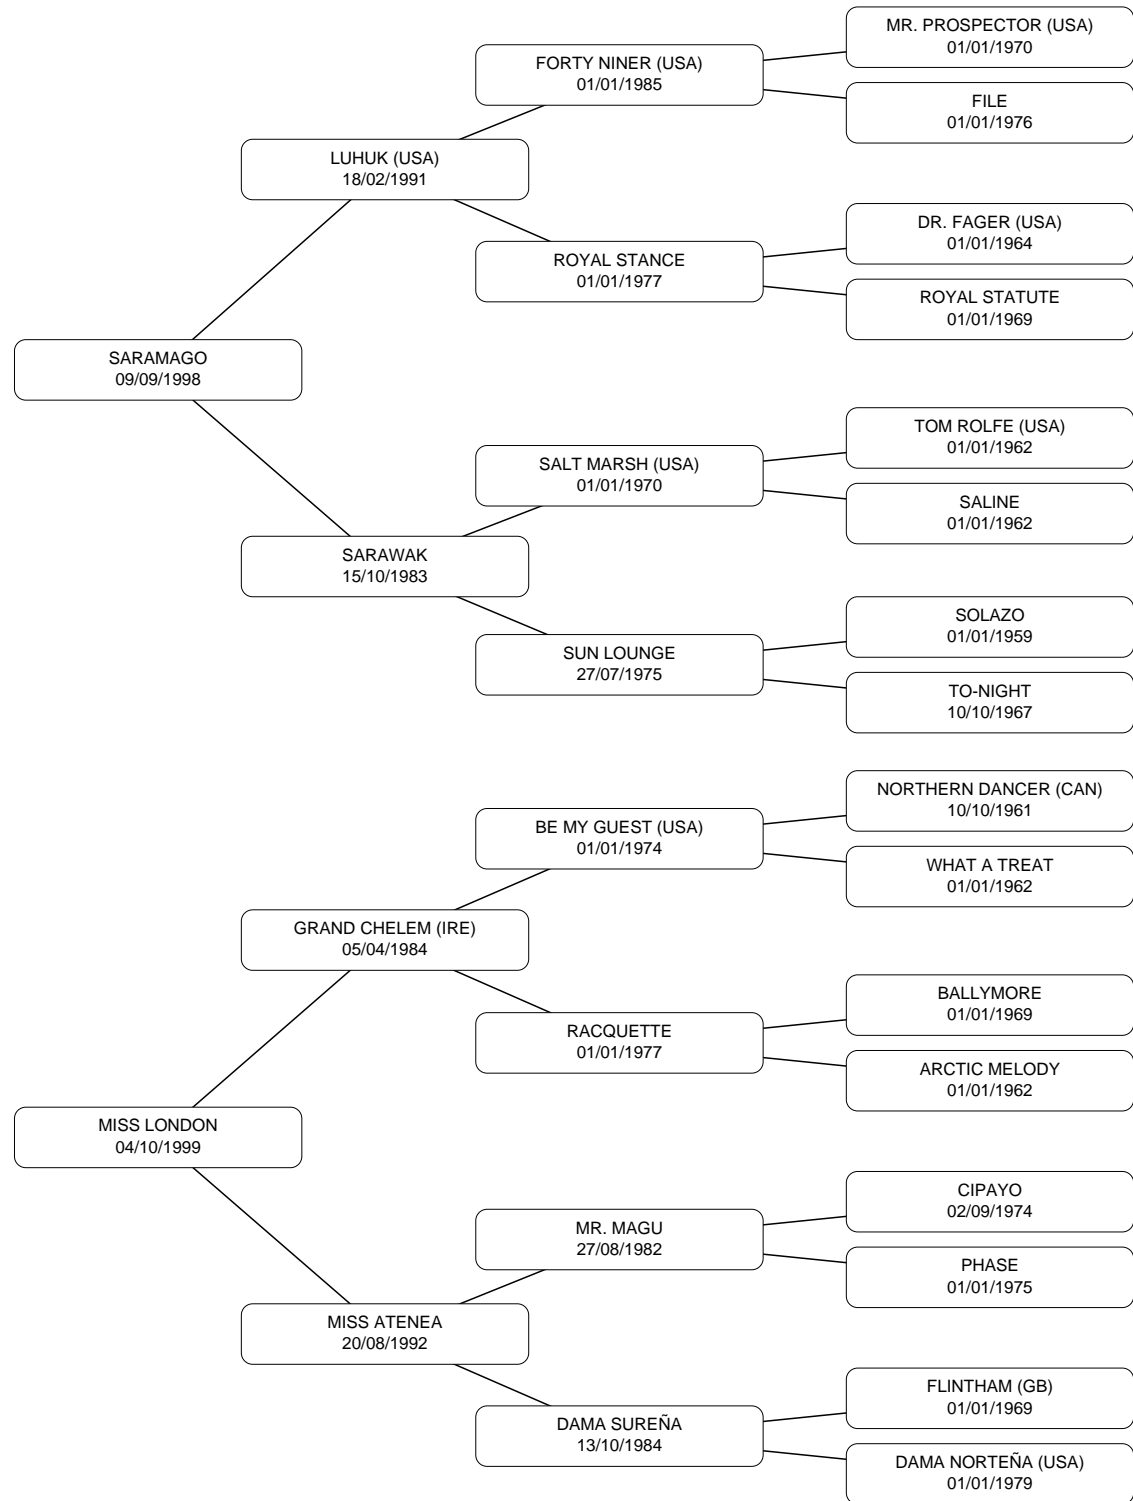 MR. PROSPECTOR (USA)
01/01/1970
FORTY NINER (USA)
01/01/1985
FILE
01/01/1976
LUHUK (USA)
18/02/1991
DR. FAGER (USA)
01/01/1964
ROYAL STANCE
01/01/1977
ROYAL STATUTE
01/01/1969
SARAMAGO
09/09/1998
TOM ROLFE (USA)
01/01/1962
SALT MARSH (USA)
01/01/1970
SALINE
01/01/1962
SARAWAK
15/10/1983
SOLAZO
01/01/1959
SUN LOUNGE
27/07/1975
TO-NIGHT
10/10/1967
NORTHERN DANCER (CAN)
10/10/1961
BE MY GUEST (USA)
01/01/1974
WHAT A TREAT
01/01/1962
GRAND CHELEM (IRE)
05/04/1984
BALLYMORE
01/01/1969
RACQUETTE
01/01/1977
ARCTIC MELODY
01/01/1962
MISS LONDON
04/10/1999
CIPAYO
02/09/1974
MR. MAGU
27/08/1982
PHASE
01/01/1975
MISS ATENEA
20/08/1992
FLINTHAM (GB)
01/01/1969
DAMA SUREÑA
13/10/1984
DAMA NORTEÑA (USA)
01/01/1979